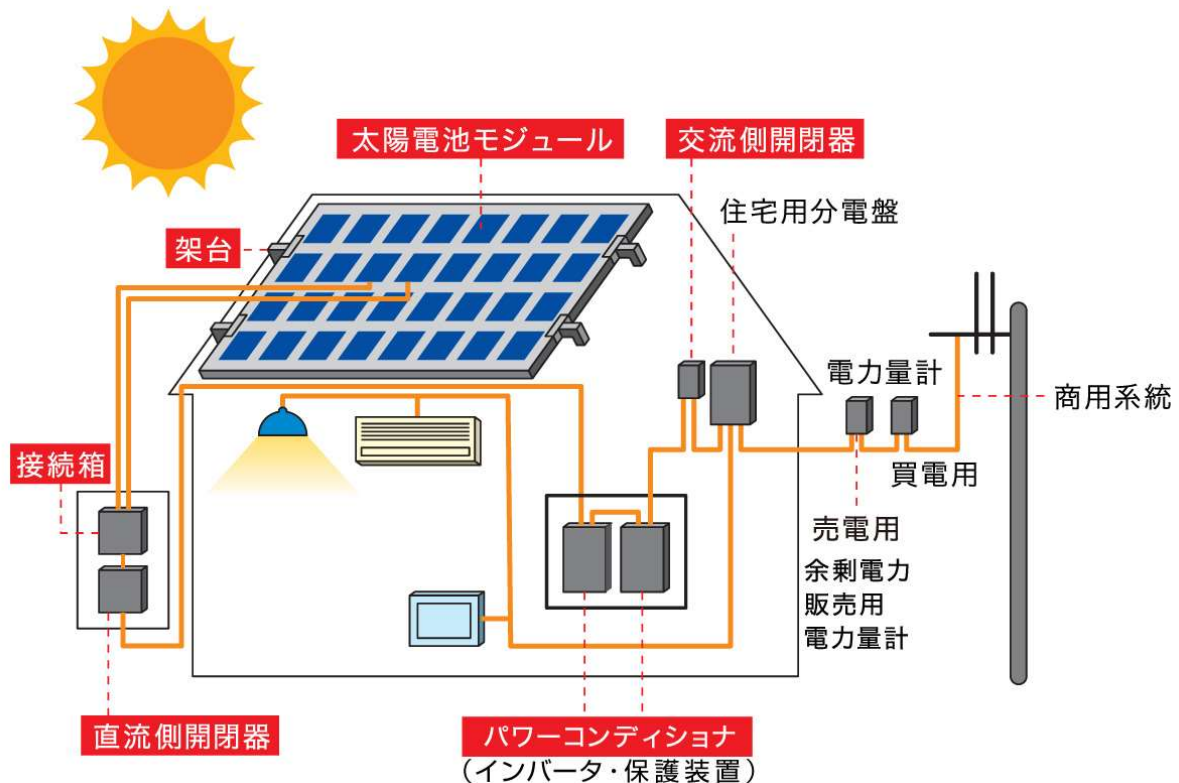 太陽電池モジュール
交流側開閉器
住宅用分電盤
架台
電力量計
商用系統
接続箱
買電用
売電用
余剰電力
販売用
電力量計
直流側開閉器
パワーコンディショナ
(インバータ・保護装置)